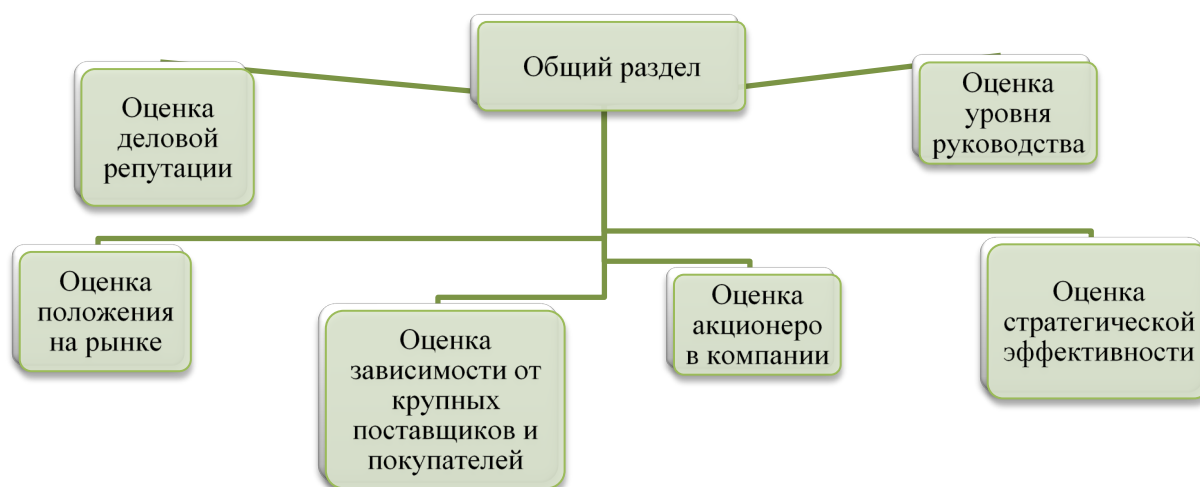 Общий раздел
Оценка
деловой
репутации
Оценка
уровня
руководства
Оценка
положения
на рынке
Оценка
зависимости от
крупных
поставщиков и
покупателей
Оценка
акционеро
в компании
Оценка
стратегической
эффективности